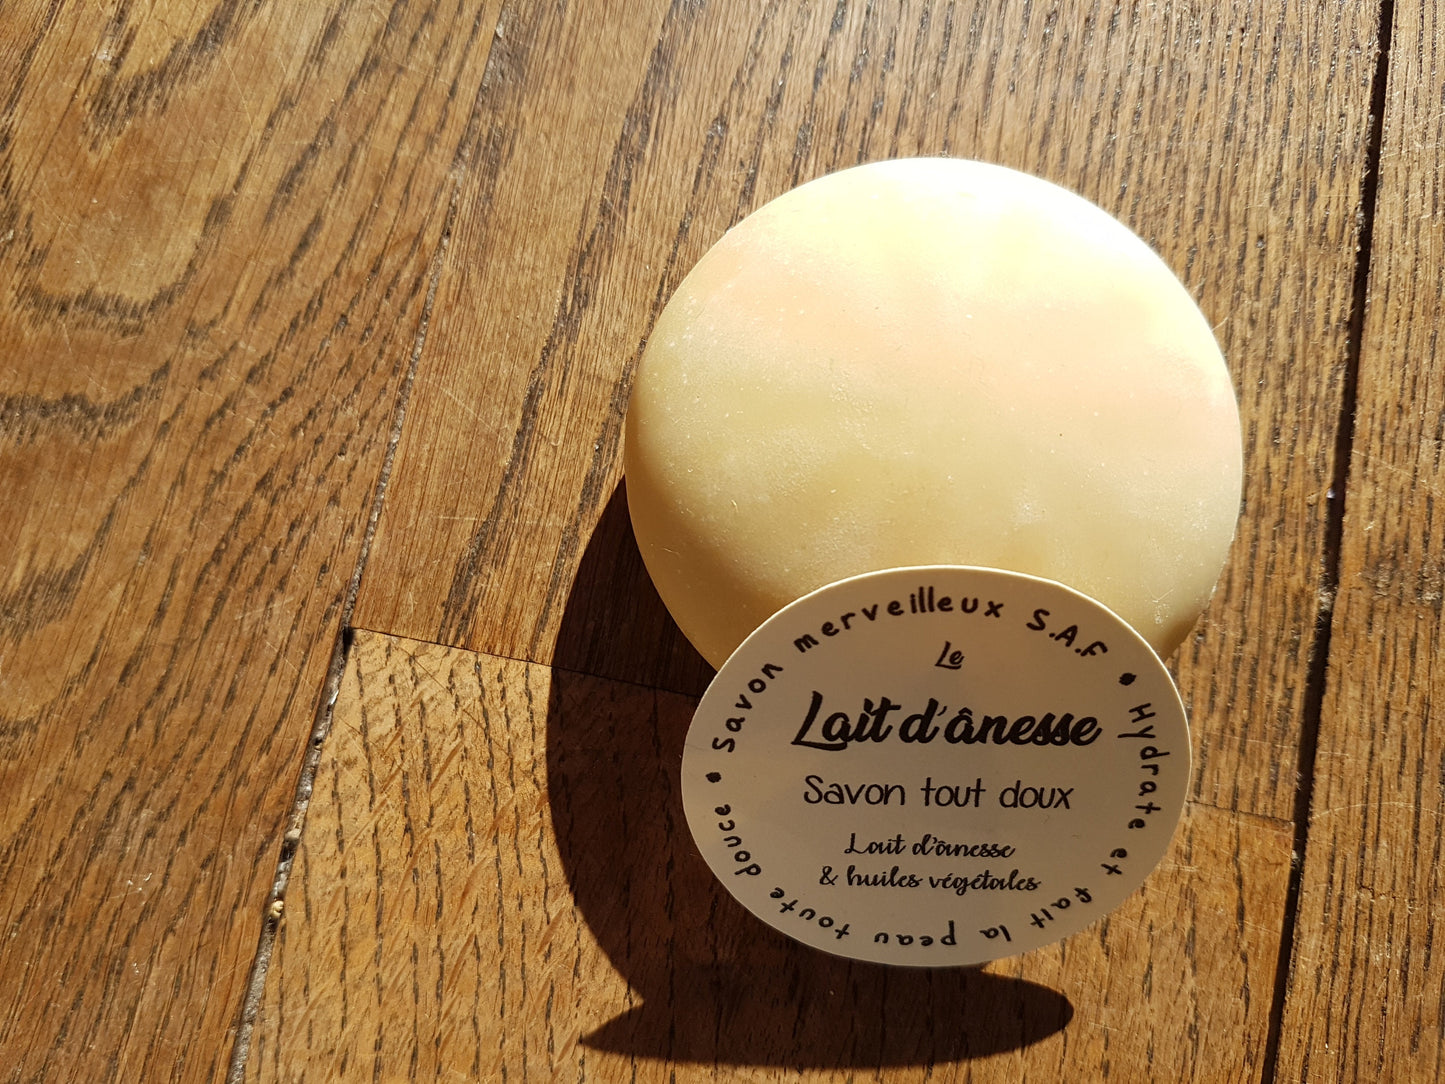 Savon merveilleux S.A.F
Hydrate et fait la peau toute douce
Le
Lait d'ânesse
Savon tout doux
Lait d'ânesse
& huiles végétales